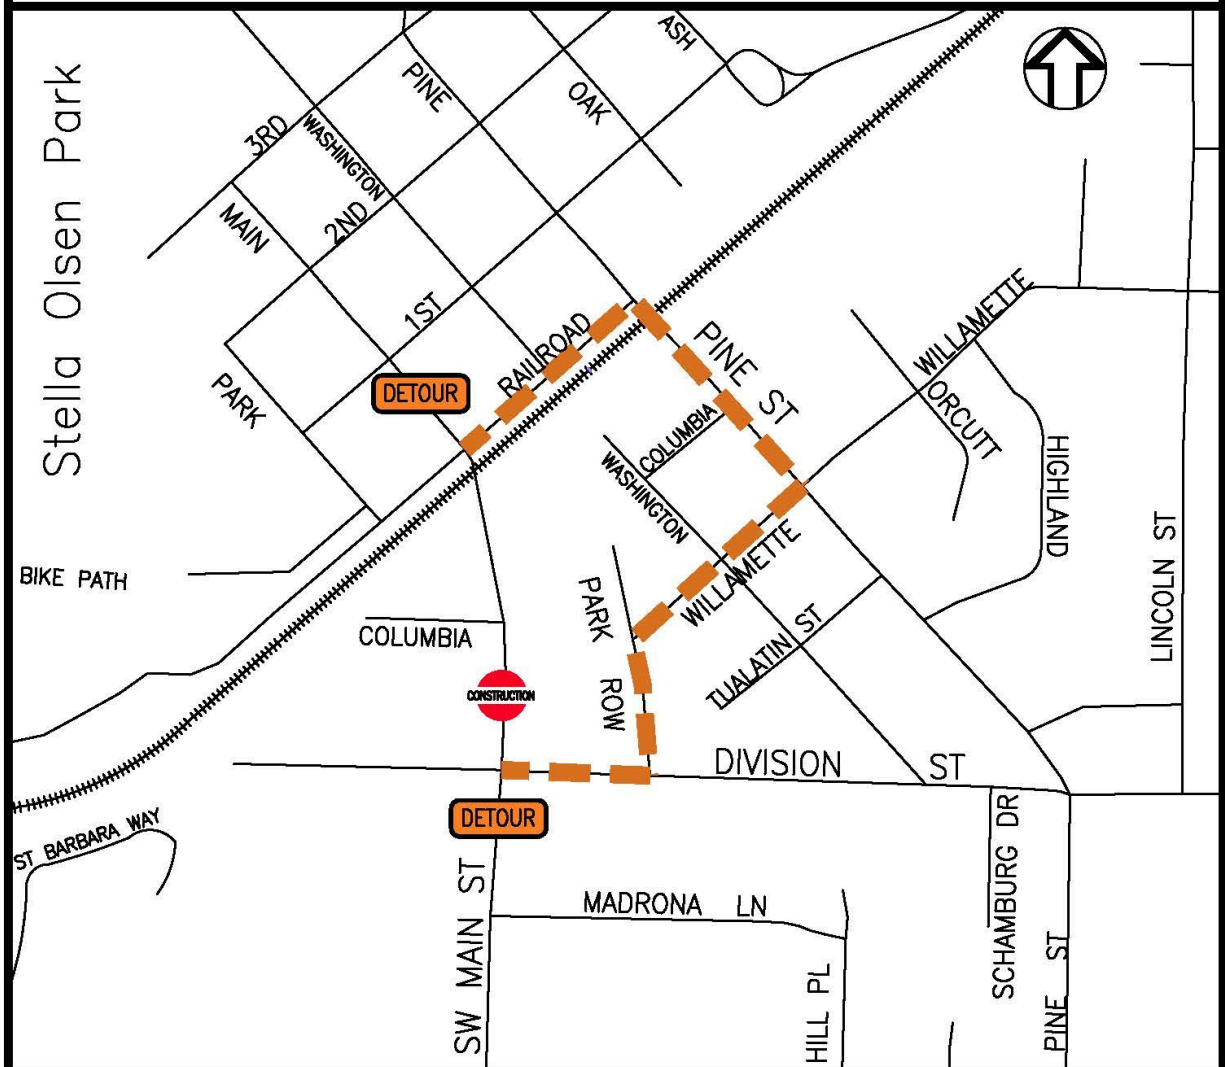 Stella Olsen Park
ASH
PINE
OAK
3RD
WASHINGTON
MAIN
2ND
1ST
RAILROAD
PARK
DETOUR
PINE ST
WILLAMETTE
ORCUTT
COLUMBIA
WASHINGTON
HIGHLAND
LINCOLN ST
WILLAMETTE
BIKE PATH
PARK ROW
TUALATIN ST
COLUMBIA
CONSTRUCTION
DIVISION ST
DETOUR
ST BARBARA WAY
SW MAIN ST
MADRONA LN
HILL PL
SCHAMBURG DR
PINE ST